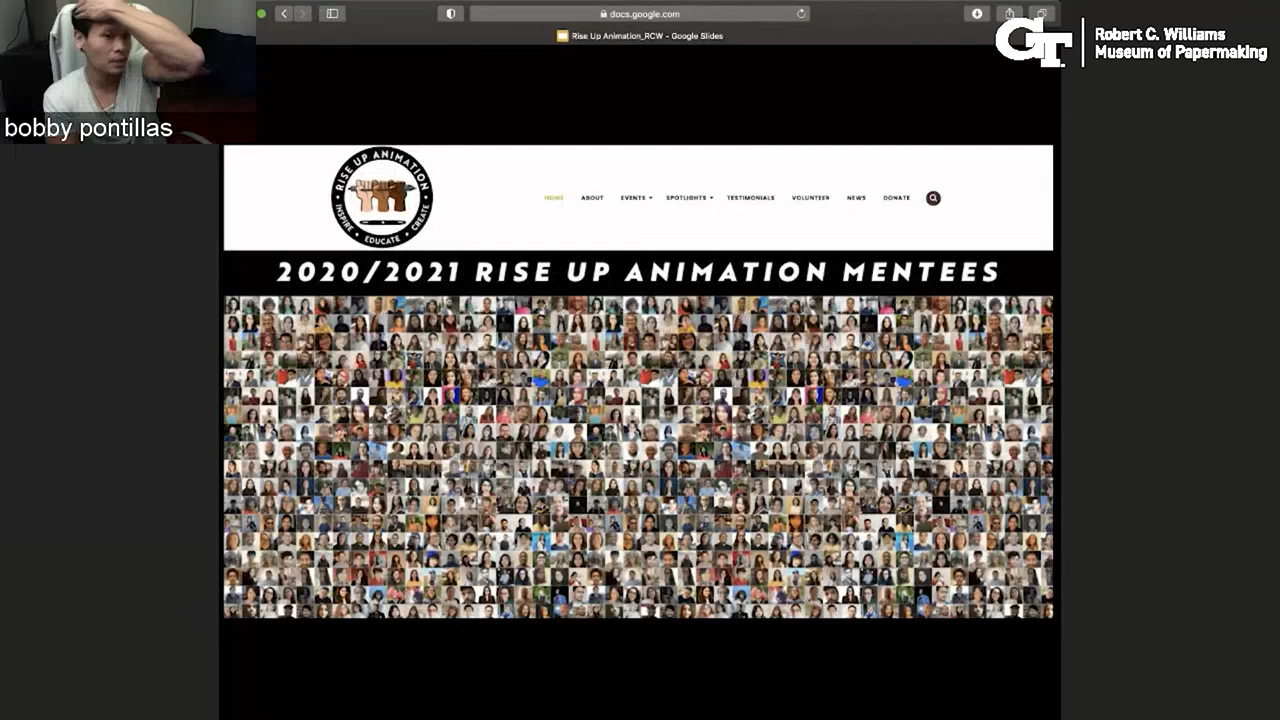 docs.google.com
Rise Up Animation_RCW - Google Slides
GT
Robert C. Williams
Museum of Papermaking
bobby pontillas
RISE UP ANIMATION
INSPIRE • EDUCATE • CREATE
HOME ABOUT EVENTS SPOTLIGHTS TESTIMONIALS VOLUNTEER NEWS DONATE
2020/2021 RISE UP ANIMATION MENTEES